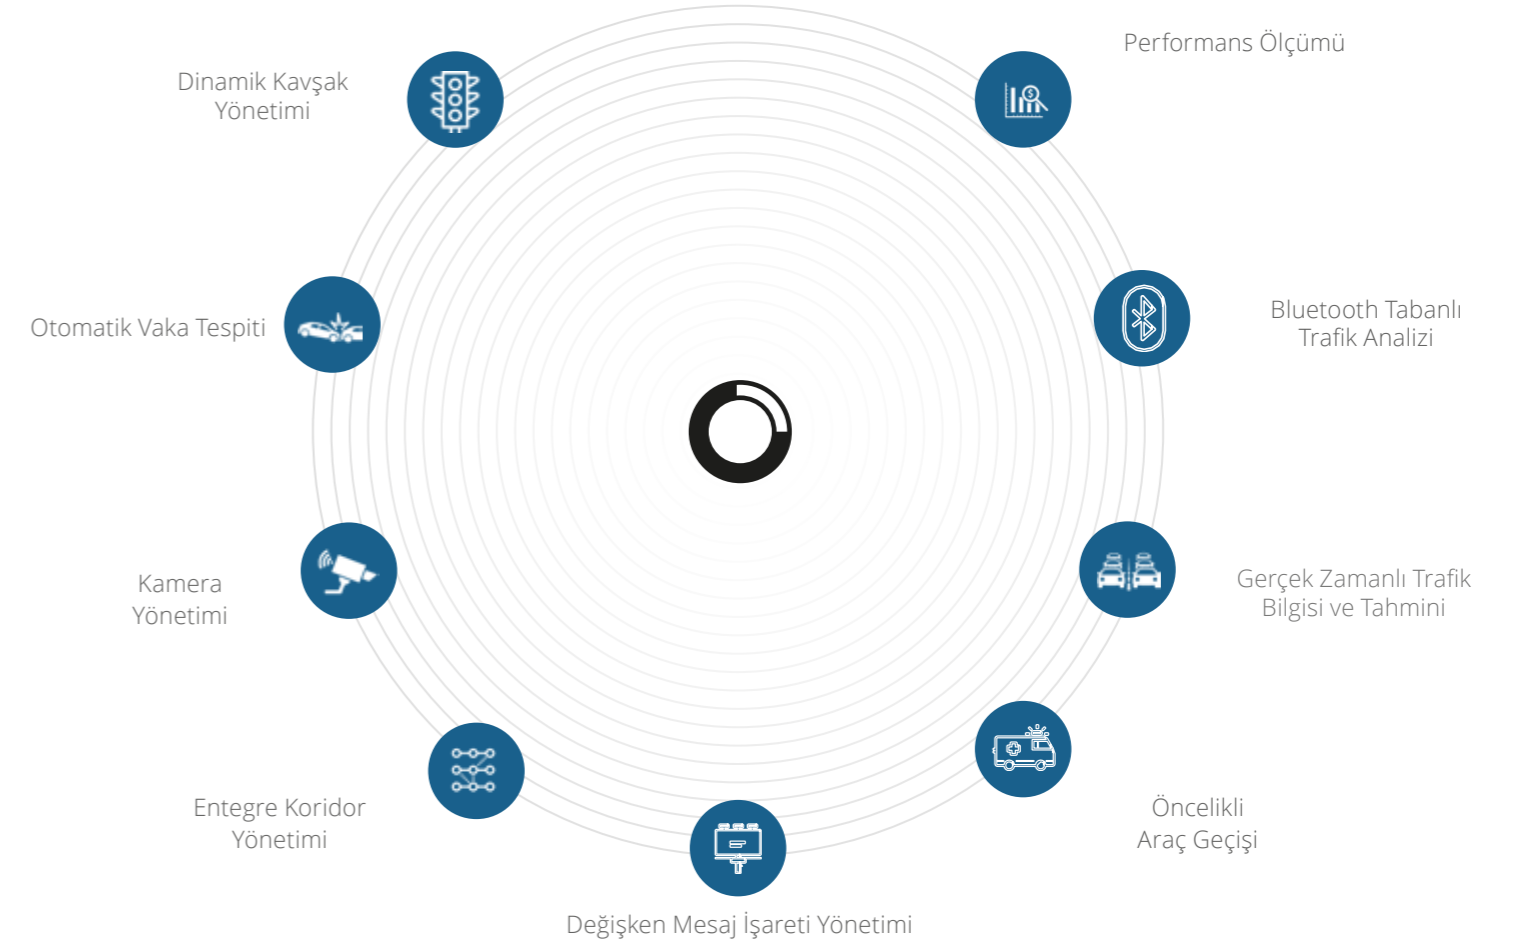 Performans Ölçümü
Dinamik Kavşak
Yönetimi
Bluetooth Tabanlı
Trafik Analizi
Otomatik Vaka Tespiti
Gerçek Zamanlı Trafik
Bilgisi ve Tahmini
Kamera
Yönetimi
Entegre Koridor
Yönetimi
Öncelikli
Araç Geçişi
Değişken Mesaj İşareti Yönetimi